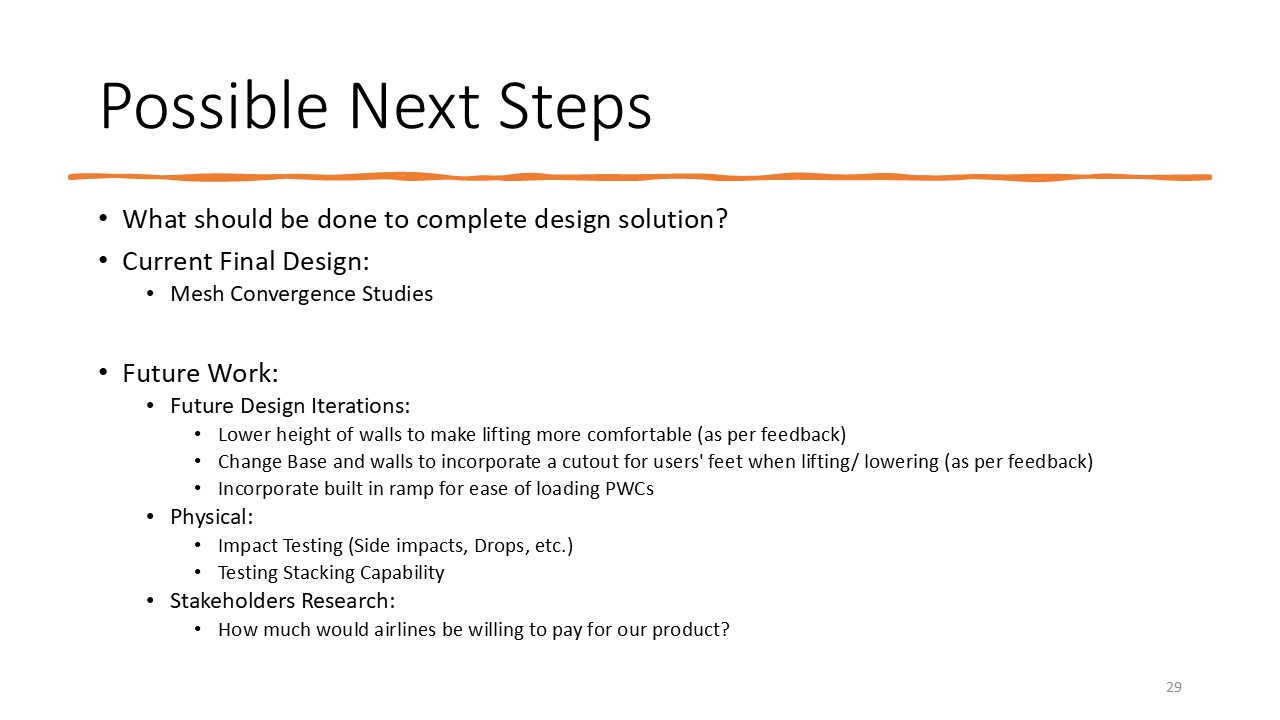 Possible Next Steps
• What should be done to complete design solution?
• Current Final Design:
• Mesh Convergence Studies
• Future Work:
• Future Design Iterations:
• Lower height of walls to make lifting more comfortable (as per feedback)
• Change Base and walls to incorporate a cutout for users' feet when lifting/ lowering (as per feedback)
• Incorporate built in ramp for ease of loading PWCs
• Physical:
• Impact Testing (Side impacts, Drops, etc.)
• Testing Stacking Capability
• Stakeholders Research:
• How much would airlines be willing to pay for our product?
29